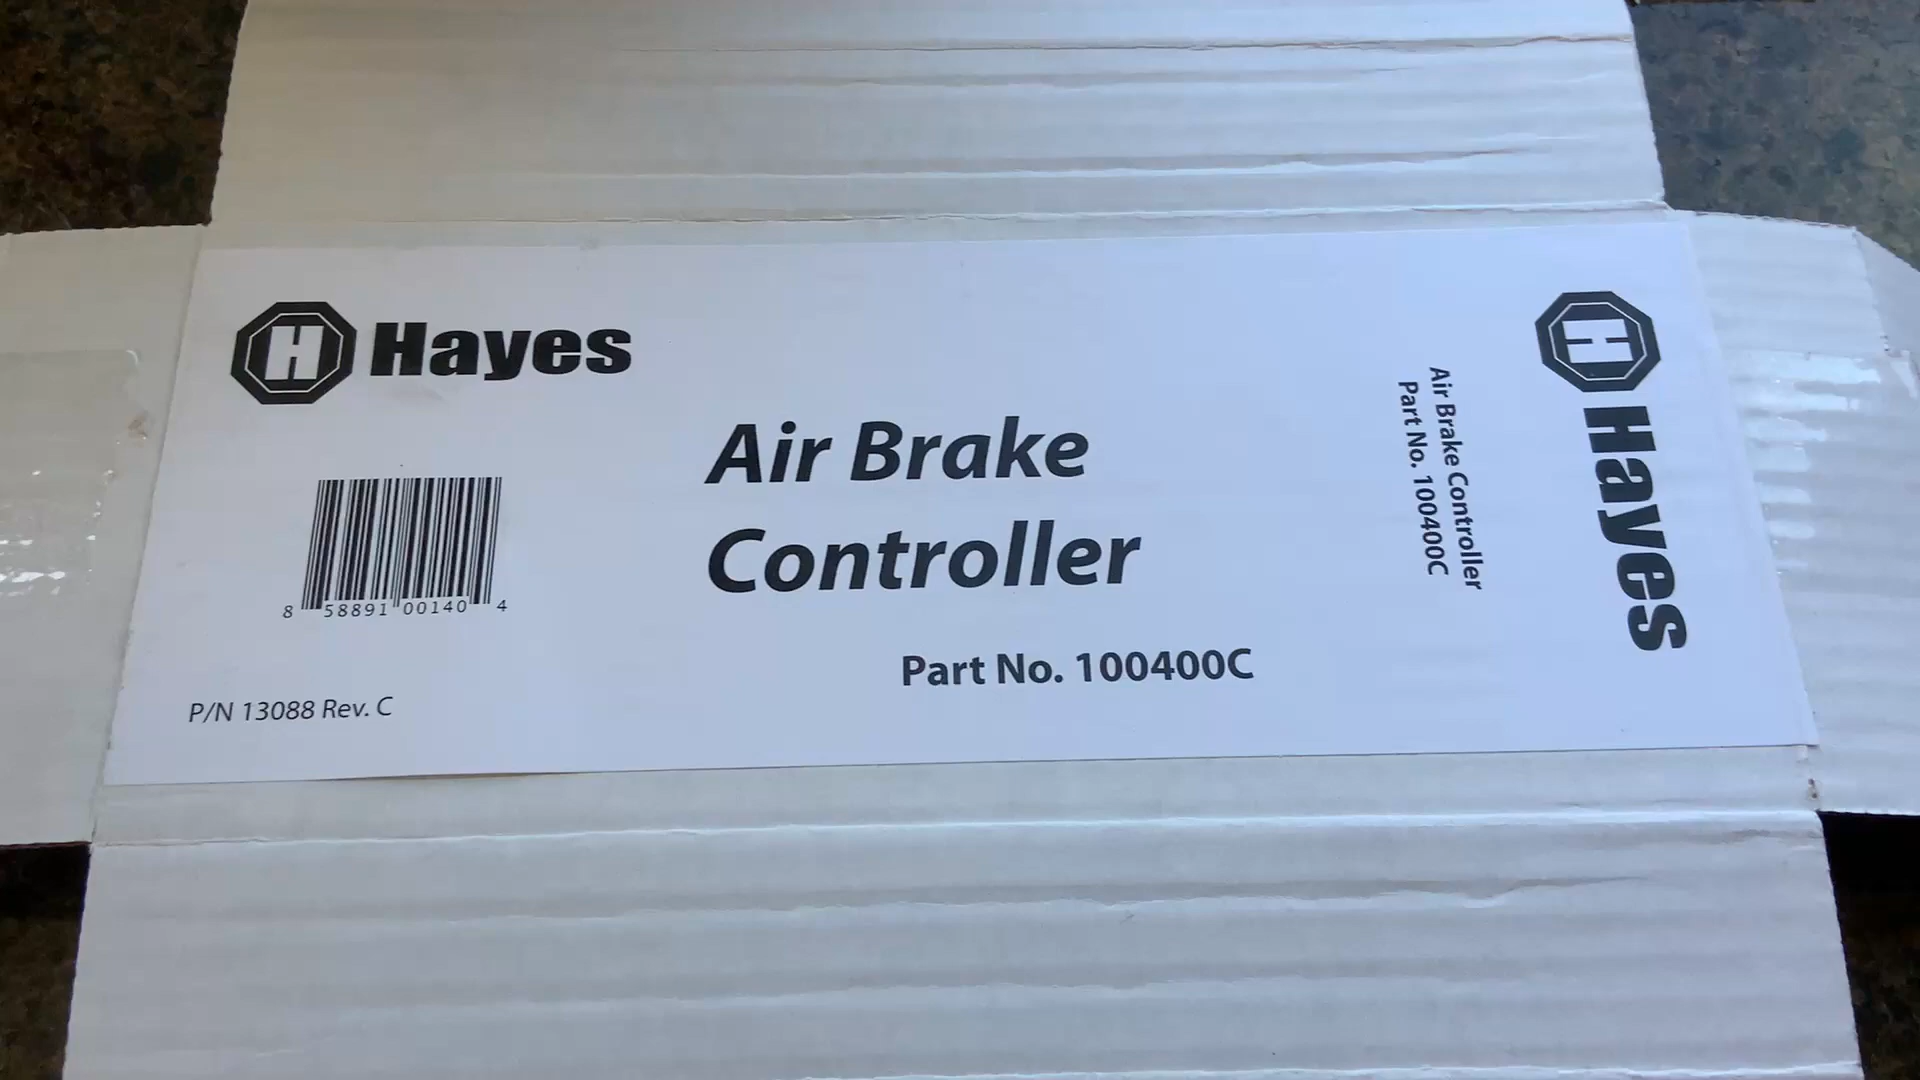 Hayes
Air Brake
Controller
Part No. 100400C
8 58891 00140 4
P/N 13088 Rev. C
Hayes
Air Brake Controller
Part No. 100400C